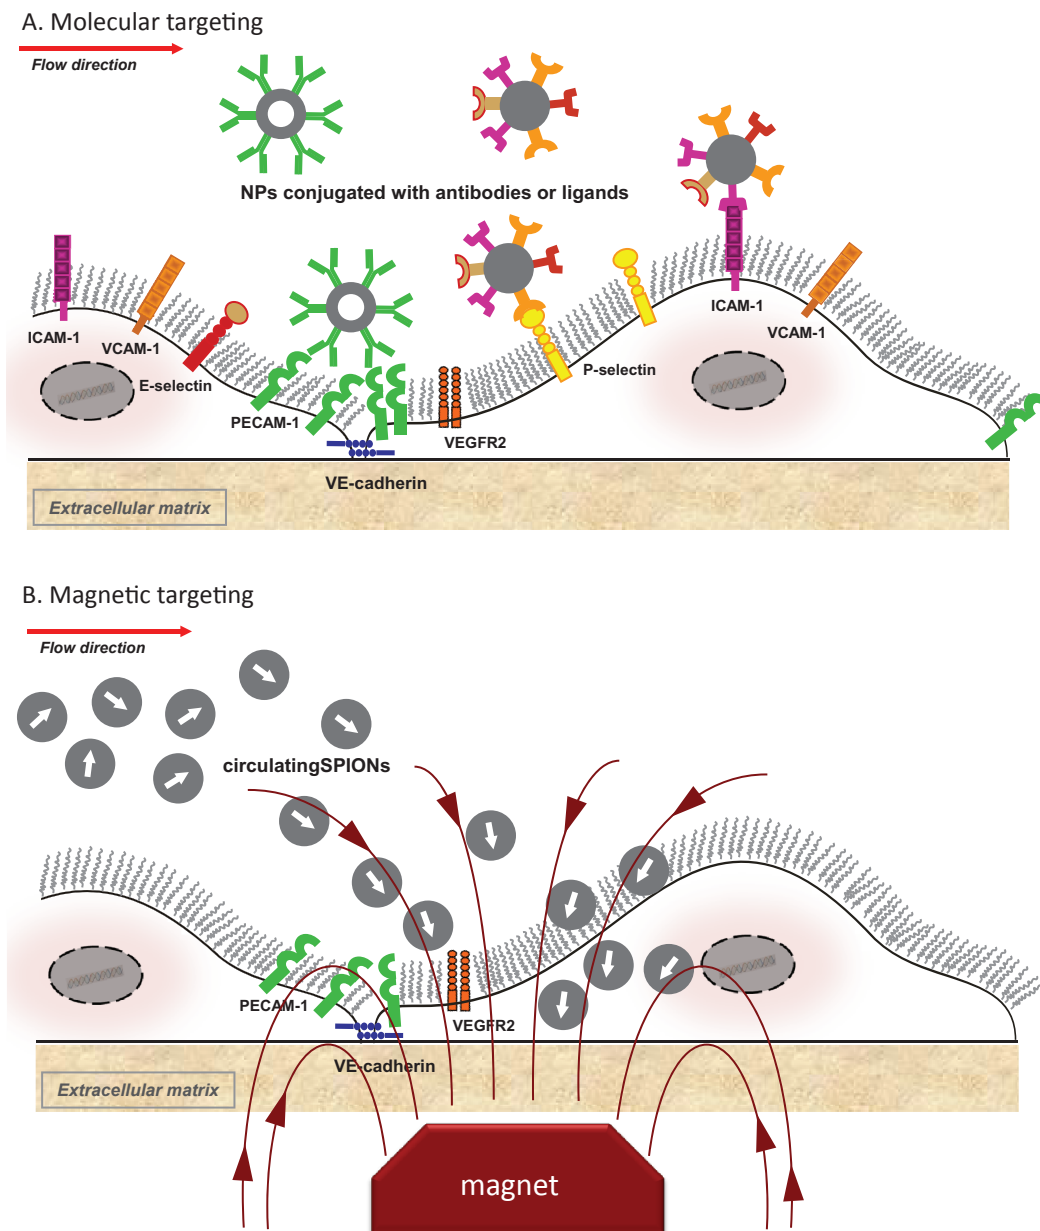 A. Molecular targeting
Flow direction
NPs conjugated with antibodies or ligands
ICAM-1
VCAM-1
E-selectin
PECAM-1
VEGFR2
P-selectin
ICAM-1
VCAM-1
VE-cadherin
Extracellular matrix
B. Magnetic targeting
Flow direction
circulatingSPIONs
PECAM-1
VEGFR2
VE-cadherin
Extracellular matrix
magnet